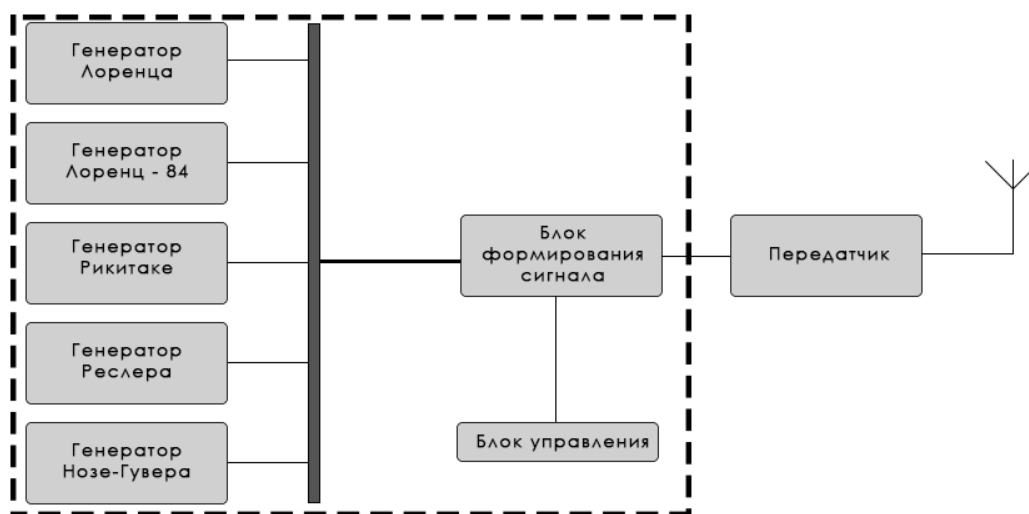 Генератор
Лоренца
Генератор
Лоренц - 84
Генератор
Рикитаке
Генератор
Реслера
Генератор
Нозе-Гувера
Блок
формирования
сигнала
Блок управления
Передатчик